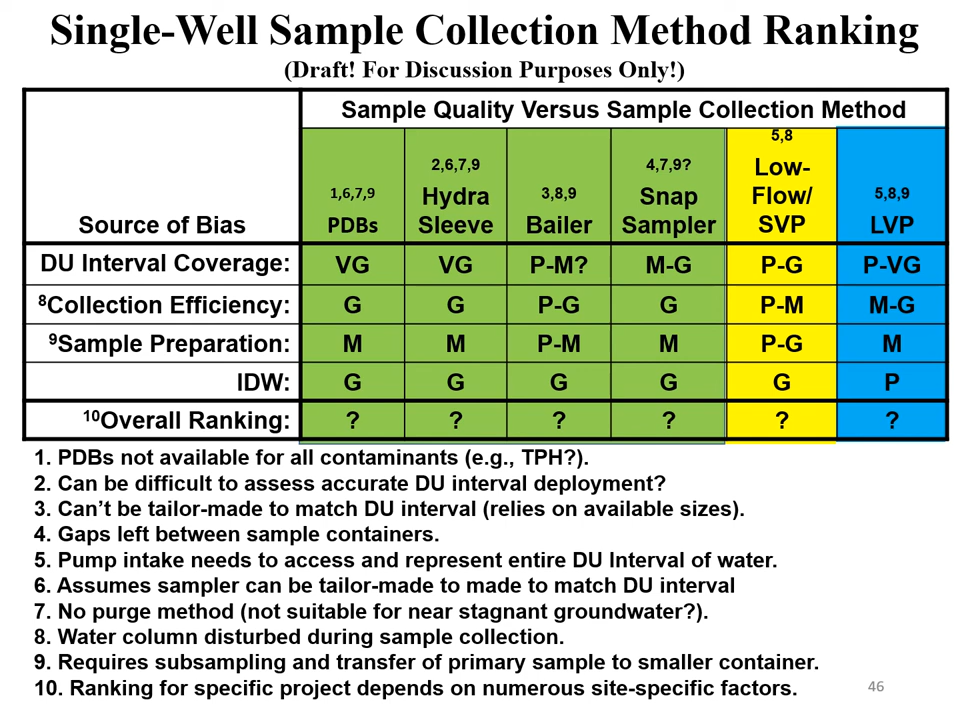 Single-Well Sample Collection Method Ranking
(Draft! For Discussion Purposes Only!)
Sample Quality Versus Sample Collection Method
Source of Bias
1,6,7,9
PDBs
2,6,7,9
Hydra
Sleeve
3,8,9
Bailer
4,7,9?
Snap
Sampler
5,8
Low-
Flow/
SVP
5,8,9
LVP
DU Interval Coverage: VG VG P-M? M-G P-G P-VG
8Collection Efficiency: G G P-G G P-M M-G
9Sample Preparation: M M P-M M P-G M
IDW: G G G G G P
10Overall Ranking: ? ? ? ? ? ?
1. PDBs not available for all contaminants (e.g., TPH?).
2. Can be difficult to assess accurate DU interval deployment?
3. Can’t be tailor-made to match DU interval (relies on available sizes).
4. Gaps left between sample containers.
5. Pump intake needs to access and represent entire DU Interval of water.
6. Assumes sampler can be tailor-made to made to match DU interval
7. No purge method (not suitable for near stagnant groundwater?).
8. Water column disturbed during sample collection.
9. Requires subsampling and transfer of primary sample to smaller container.
10. Ranking for specific project depends on numerous site-specific factors.
46